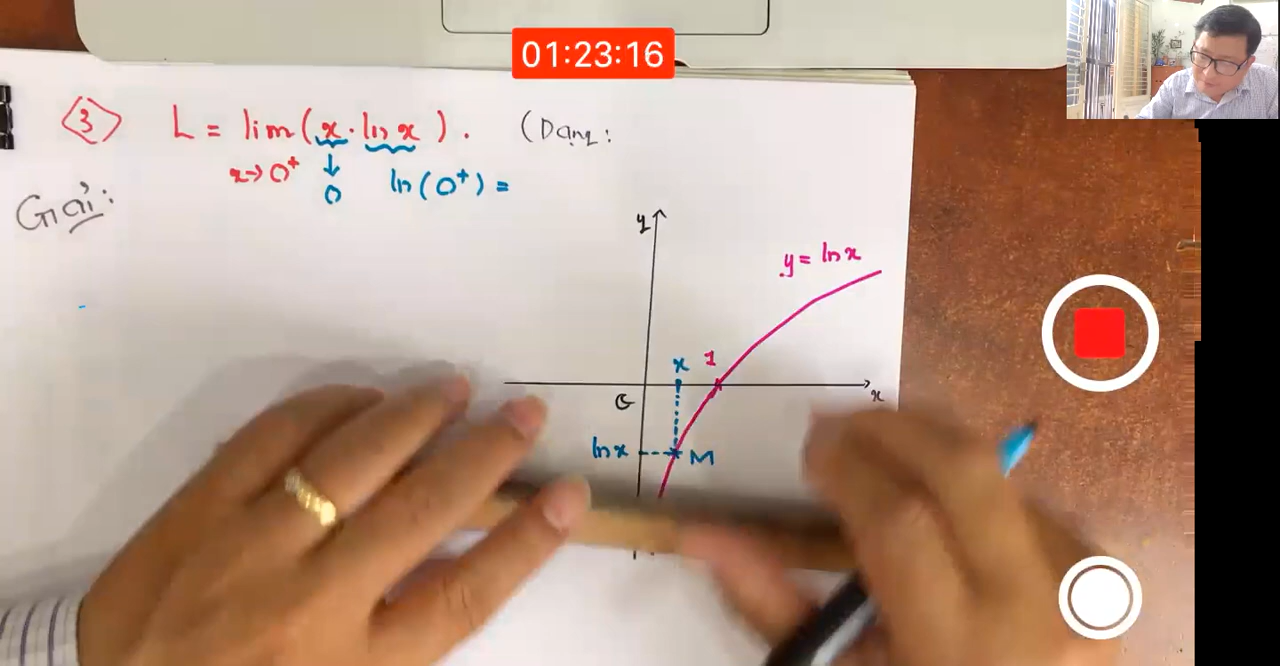 01:23:16
3 L = lim (x . ln x) . (Dạng:
x→0⁺ ↓ 0 ln(0⁺) =
Giải:
y
y = ln x
x 1
O x
ln x M